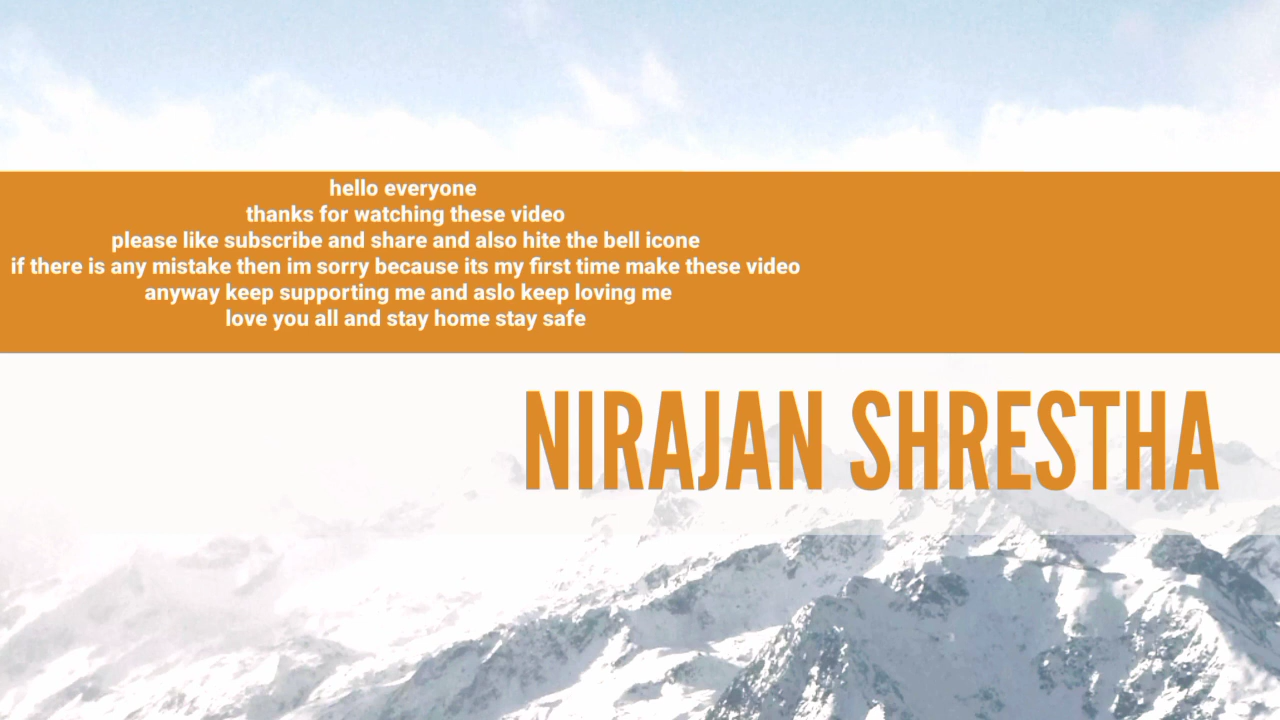 hello everyone
thanks for watching these video
please like subscribe and share and also hite the bell icone
if there is any mistake then im sorry because its my first time make these video
anyway keep supporting me and aslo keep loving me
love you all and stay home stay safe
NIRAJAN SHRESTHA